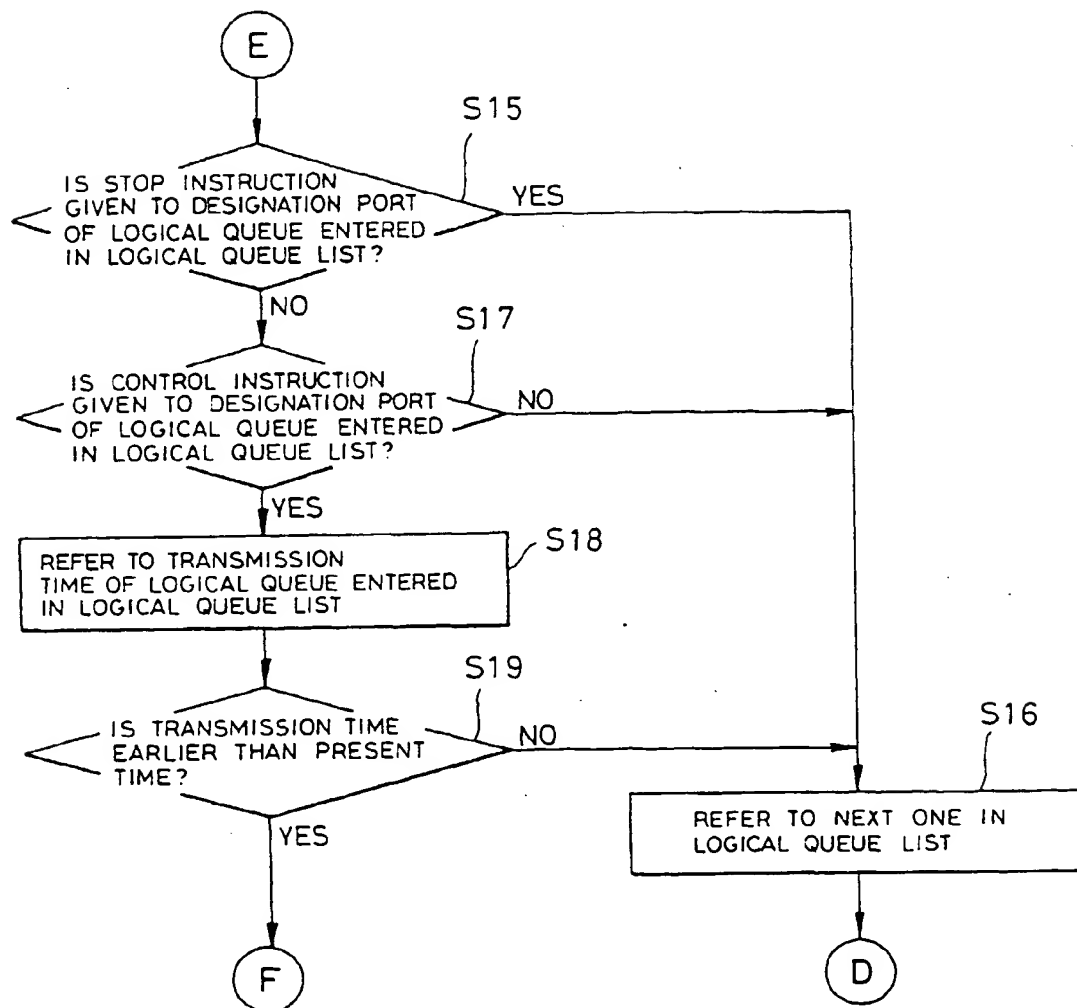 E
S15
IS STOP INSTRUCTION
GIVEN TO DESIGNATION PORT
OF LOGICAL QUEUE ENTERED
IN LOGICAL QUEUE LIST?
YES
NO
S17
IS CONTROL INSTRUCTION
GIVEN TO DESIGNATION PORT
OF LOGICAL QUEUE ENTERED
IN LOGICAL QUEUE LIST?
NO
YES
REFER TO TRANSMISSION
TIME OF LOGICAL QUEUE ENTERED
IN LOGICAL QUEUE LIST
S18
S19
IS TRANSMISSION TIME
EARLIER THAN PRESENT
TIME?
NO
YES
S16
REFER TO NEXT ONE IN
LOGICAL QUEUE LIST
F
D